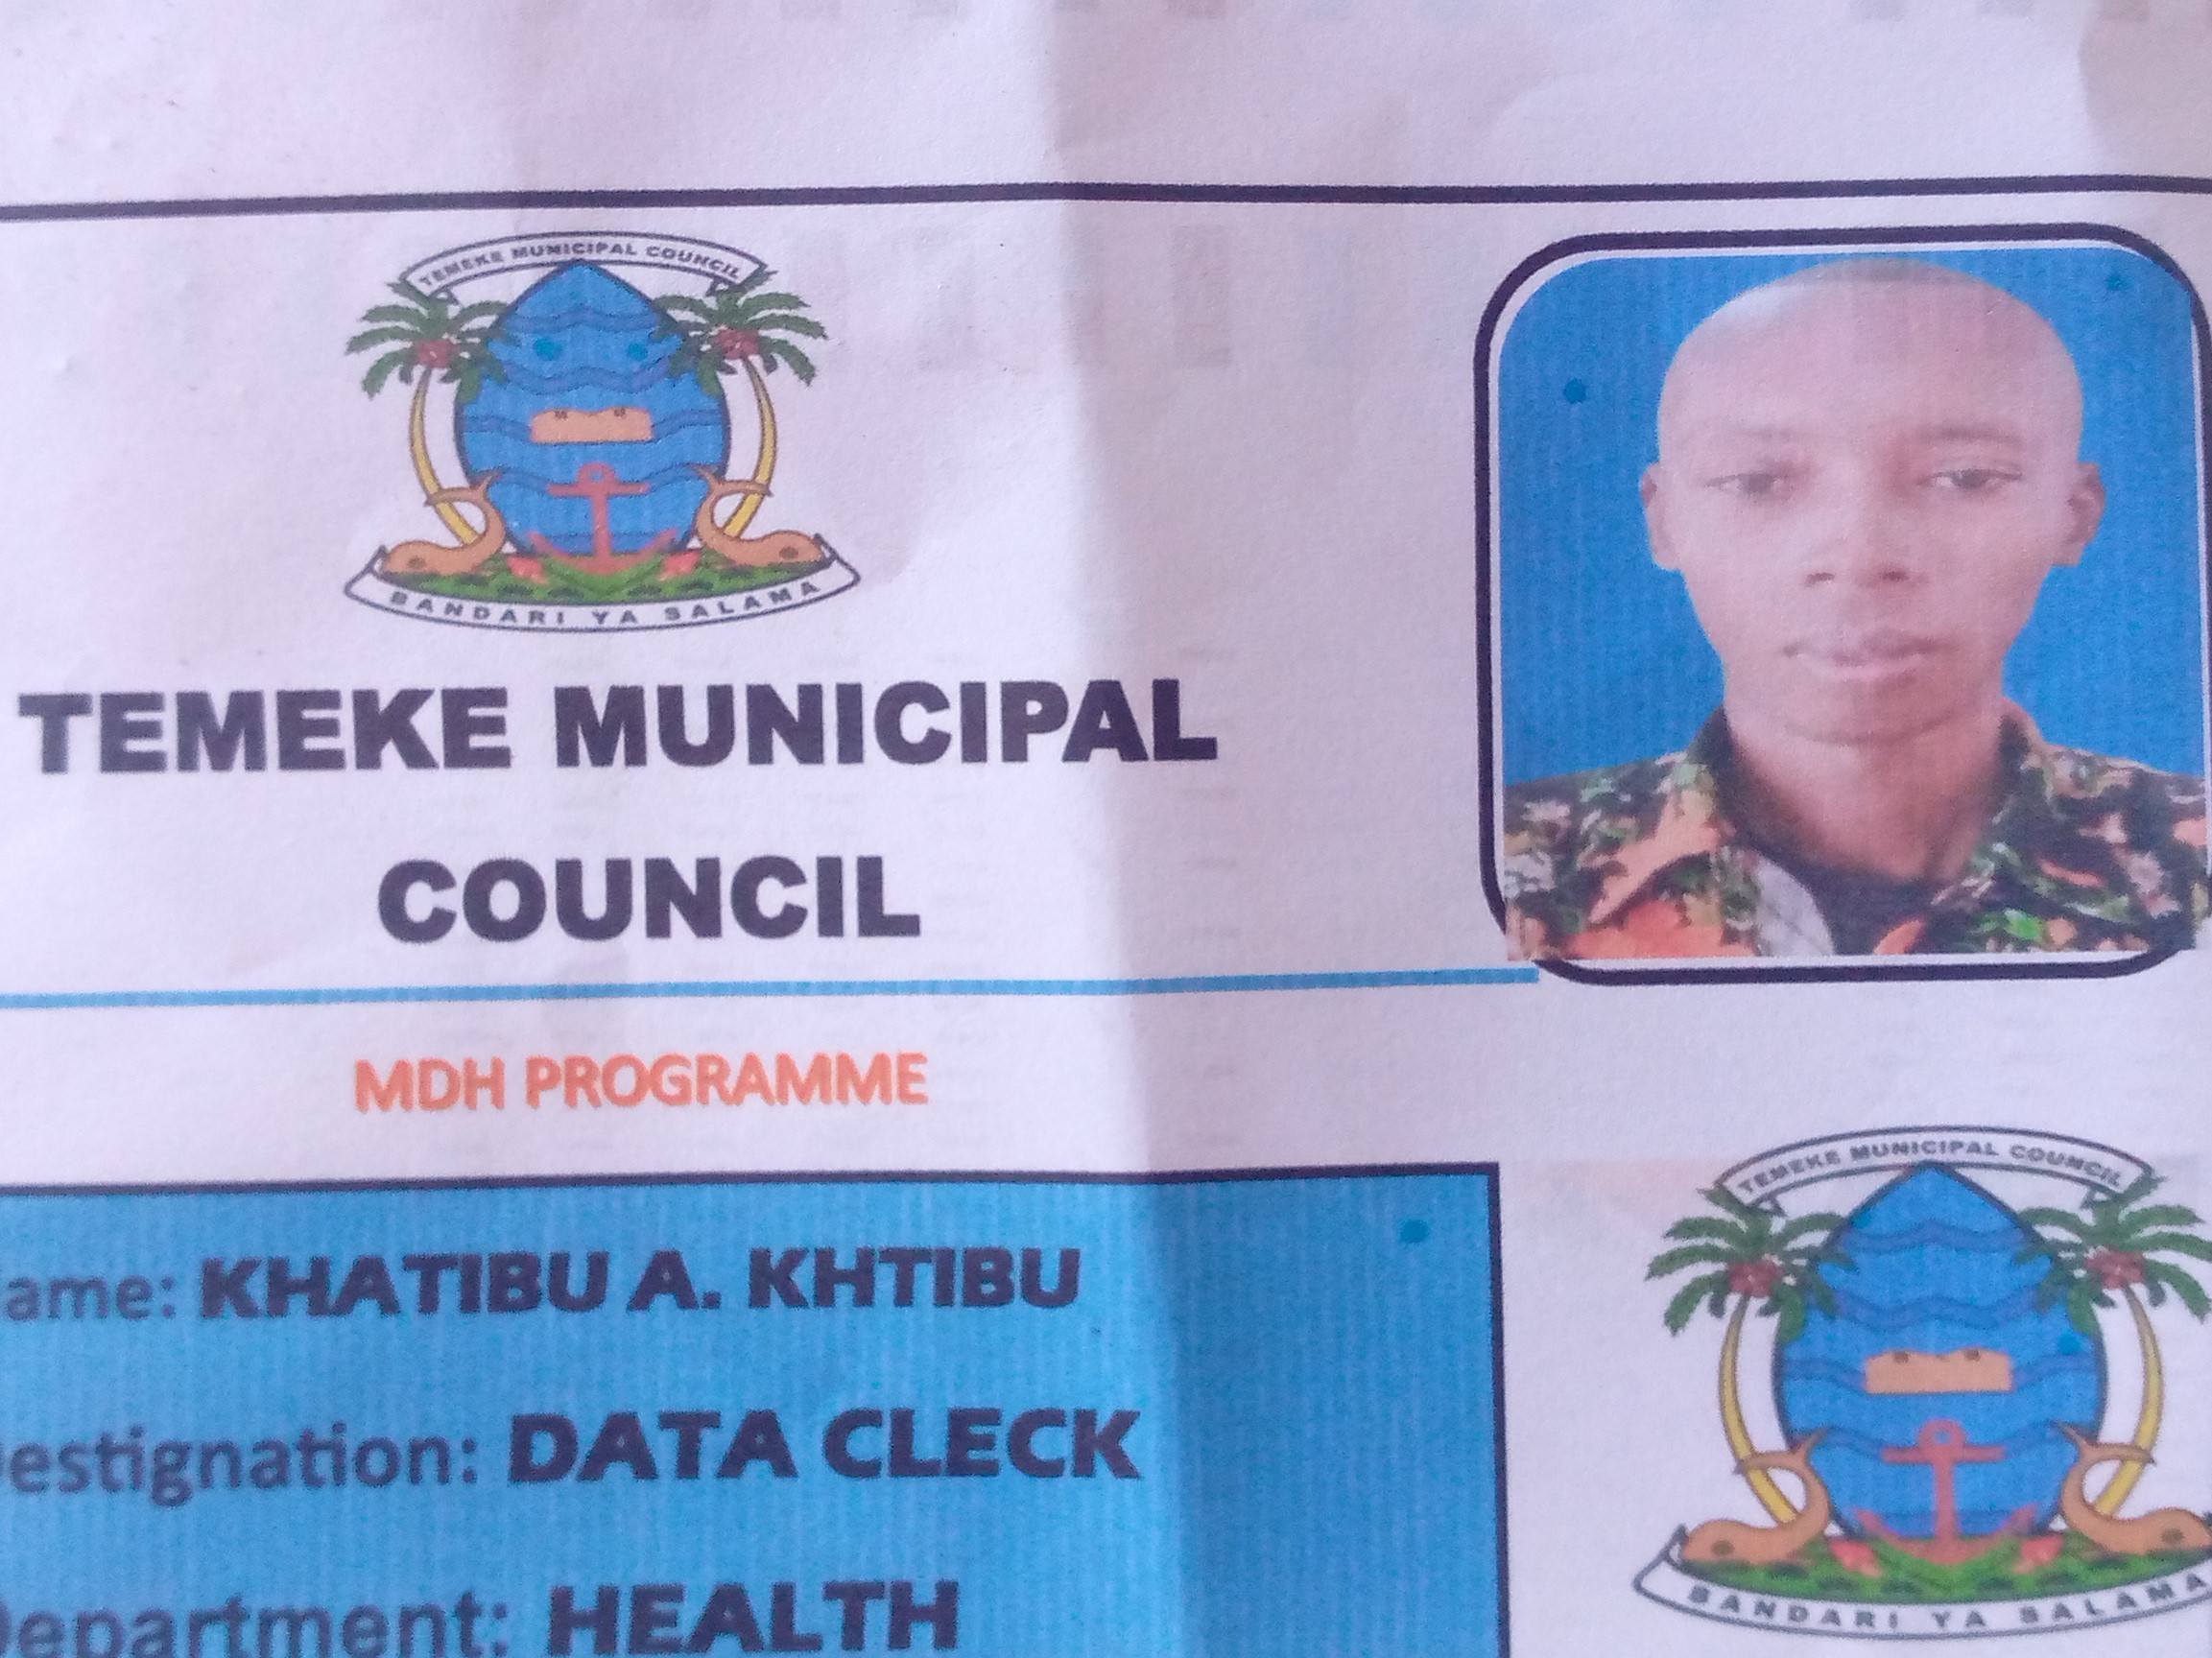 TEMEKE MUNICIPAL COUNCIL
BANDARI YA SALAMA
TEMEKE MUNICIPAL
COUNCIL
MDH PROGRAMME
TEMEKE MUNICIPAL COUNCIL
ame: KHATIBU A. KHTIBU
estignation: DATA CLECK
Department: HEALTH
BANDARI YA SALAMA